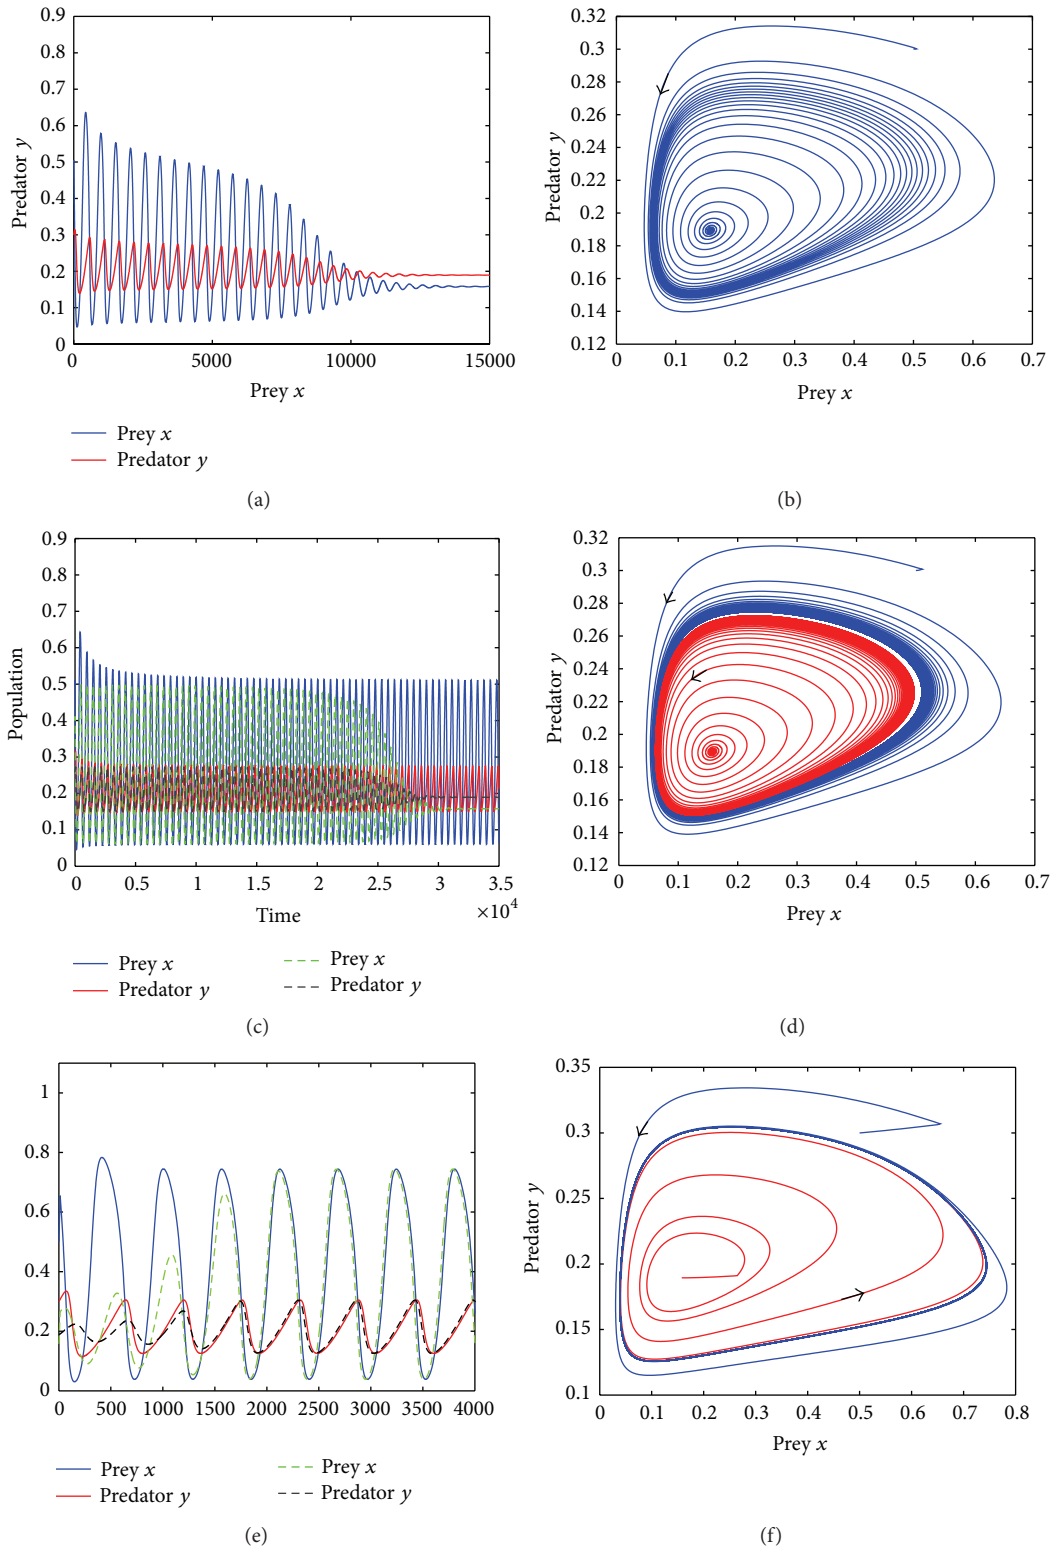 0.9
0.8
0.7
0.6
0.5
0.4
0.3
0.2
0.1
0
Predator y
0 5000 10000 15000
Prey x
Prey x
Predator y
(a)
0.32
0.3
0.28
0.26
0.24
0.22
0.2
0.18
0.16
0.14
0.12
Predator y
0 0.1 0.2 0.3 0.4 0.5 0.6 0.7
Prey x
(b)
0.9
0.8
0.7
0.6
0.5
0.4
0.3
0.2
0.1
0
Population
0 0.5 1 1.5 2 2.5 3 3.5
×10⁴
Time
Prey x
Predator y
Prey x
Predator y
(c)
0.32
0.3
0.28
0.26
0.24
0.22
0.2
0.18
0.16
0.14
0.12
Predator y
0 0.1 0.2 0.3 0.4 0.5 0.6 0.7
Prey x
(d)
1
0.8
0.6
0.4
0.2
0
0 500 1000 1500 2000 2500 3000 3500 4000
Prey x
Predator y
Prey x
Predator y
(e)
0.35
0.3
0.25
0.2
0.15
0.1
Predator y
0 0.1 0.2 0.3 0.4 0.5 0.6 0.7 0.8
Prey x
(f)